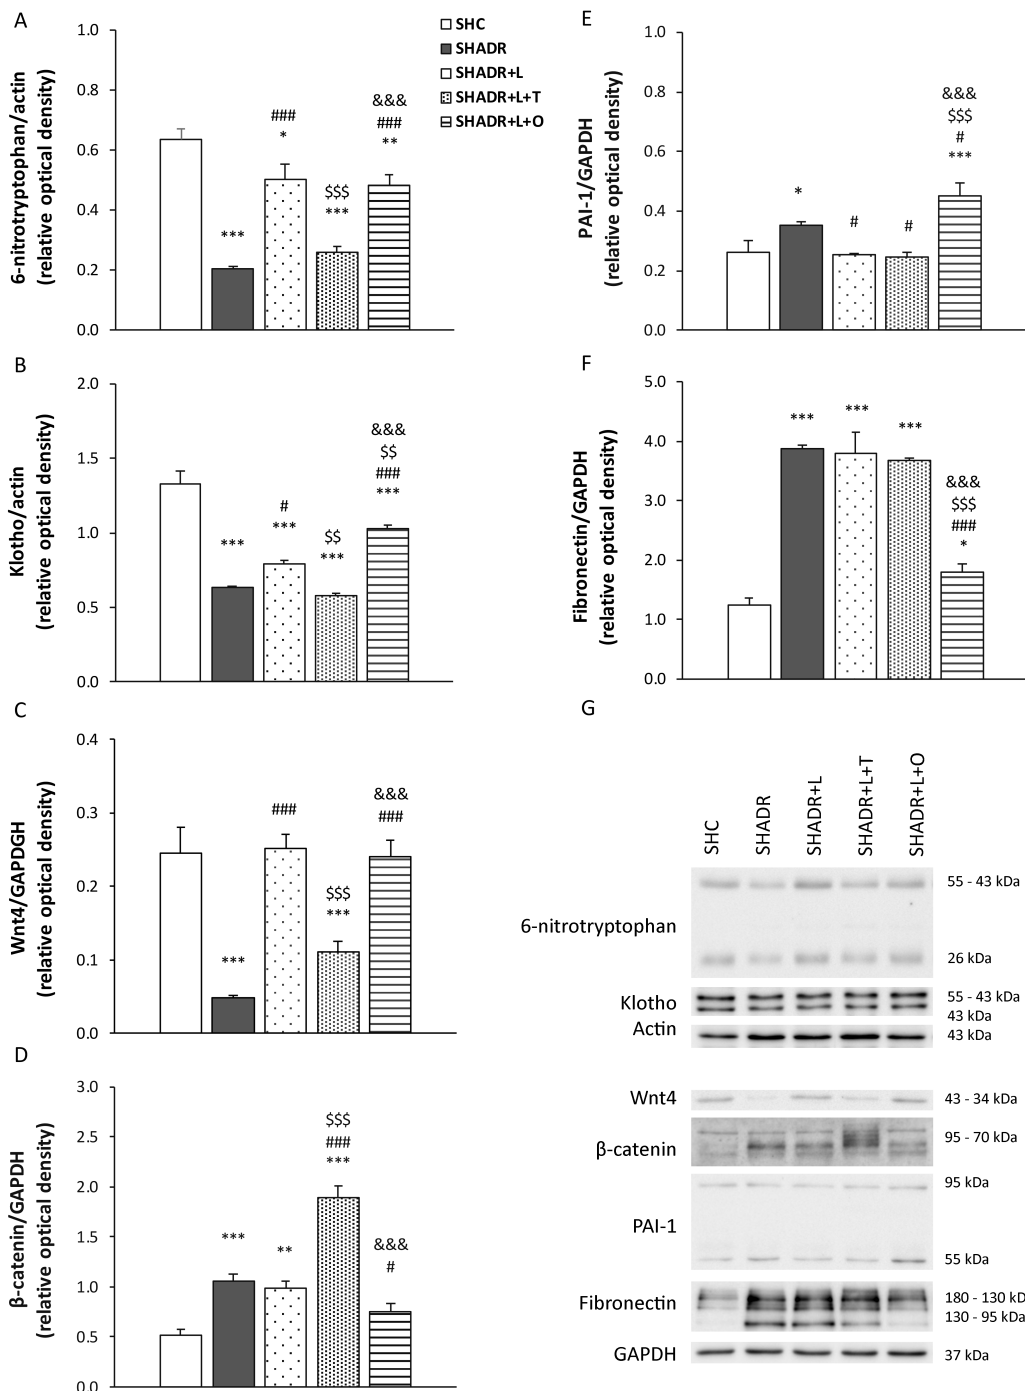 A
1.0
0.8
0.6
0.4
0.2
0.0
6-nitrotryptophan/actin
(relative optical density)
***
###
*
$$$
***
&&&
###
**
SHC
SHADR
SHADR+L
SHADR+L+T
SHADR+L+O
B
2.0
1.5
1.0
0.5
0.0
Klotho/actin
(relative optical density)
***
#
***
$$
***
&&&
$$
###
***
C
0.4
0.3
0.2
0.1
0.0
Wnt4/GAPDGH
(relative optical density)
***
###
$$$
***
&&&
###
D
3.0
2.5
2.0
1.5
1.0
0.5
0.0
β-catenin/GAPDH
(relative optical density)
***
**
$$$
###
***
&&&
#
E
1.0
0.8
0.6
0.4
0.2
0.0
PAI-1/GAPDH
(relative optical density)
*
#
#
&&&
$$$
#
***
F
5.0
4.0
3.0
2.0
1.0
0.0
Fibronectin/GAPDH
(relative optical density)
***
***
***
&&&
$$$
###
*
G
SHC
SHADR
SHADR+L
SHADR+L+T
SHADR+L+O
6-nitrotryptophan
55 - 43 kDa
26 kDa
Klotho
55 - 43 kDa
43 kDa
Actin
43 kDa
Wnt4
43 - 34 kDa
β-catenin
95 - 70 kDa
PAI-1
95 kDa
55 kDa
Fibronectin
180 - 130 kD
130 - 95 kDa
GAPDH
37 kDa